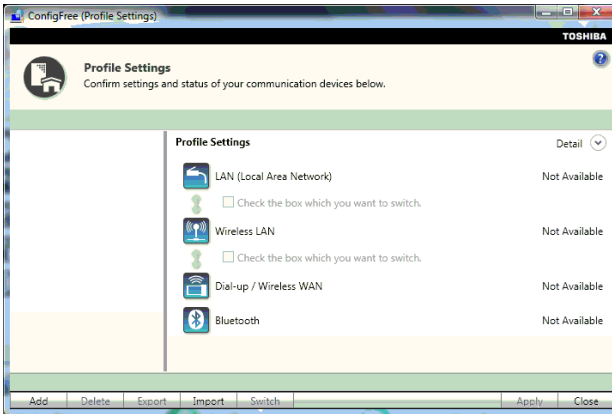 ConfigFree (Profile Settings)
TOSHIBA
Profile Settings
Confirm settings and status of your communication devices below.
Profile Settings
Detail
LAN (Local Area Network)
Not Available
Check the box which you want to switch.
Wireless LAN
Not Available
Check the box which you want to switch.
Dial-up / Wireless WAN
Not Available
Bluetooth
Not Available
Add Delete Export Import Switch Apply Close